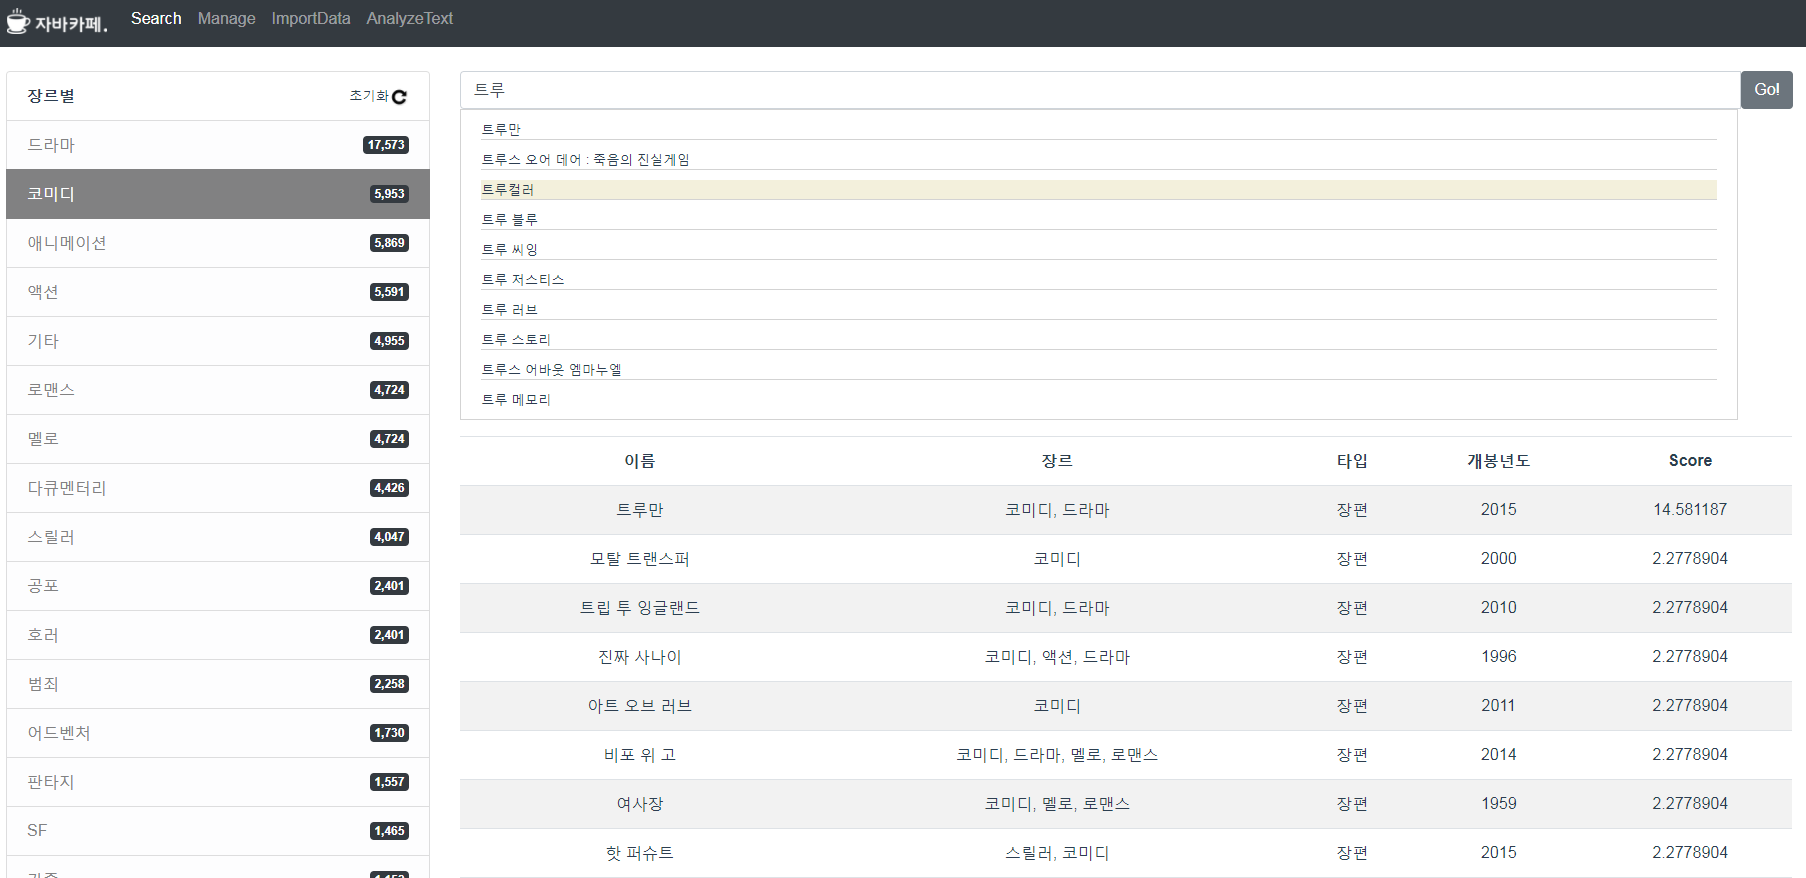 자바카페. Search Manage ImportData AnalyzeText
장르별 초기화
드라마 17,573
코미디 5,953
애니메이션 5,869
액션 5,591
기타 4,955
로맨스 4,724
멜로 4,724
다큐멘터리 4,426
스릴러 4,047
공포 2,401
호러 2,401
범죄 2,258
어드벤처 1,730
판타지 1,557
SF 1,465
트루 Go!
트루만
트루스 오어 데어 : 죽음의 진실게임
트루컬러
트루 블루
트루 씨잉
트루 저스티스
트루 러브
트루 스토리
트루스 어바웃 엠마누엘
트루 메모리
이름 장르 타입 개봉년도 Score
트루만 코미디, 드라마 장편 2015 14.581187
모탈 트랜스퍼 코미디 장편 2000 2.2778904
트립 투 잉글랜드 코미디, 드라마 장편 2010 2.2778904
진짜 사나이 코미디, 액션, 드라마 장편 1996 2.2778904
아트 오브 러브 코미디 장편 2011 2.2778904
비포 위 고 코미디, 드라마, 멜로, 로맨스 장편 2014 2.2778904
여사장 코미디, 멜로, 로맨스 장편 1959 2.2778904
핫 퍼슈트 스릴러, 코미디 장편 2015 2.2778904